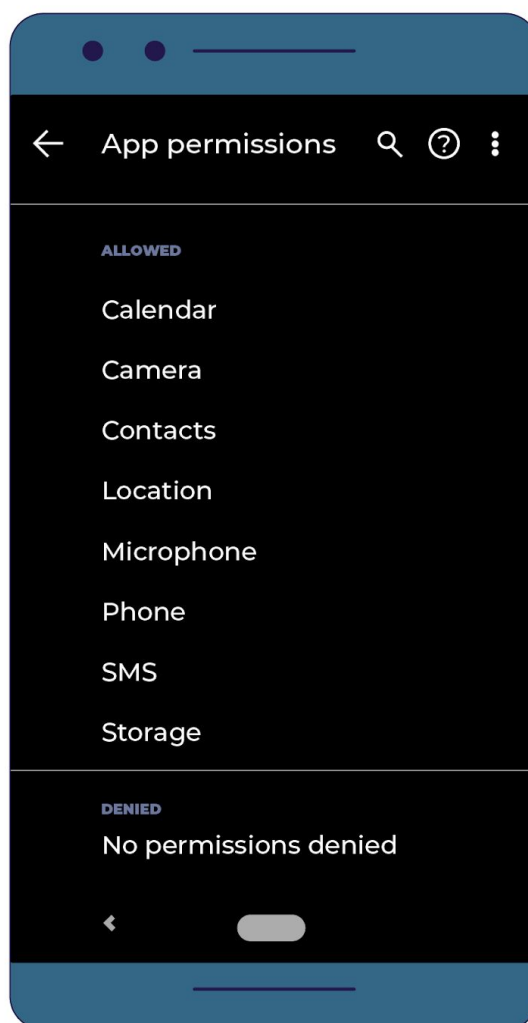 App permissions
ALLOWED
Calendar
Camera
Contacts
Location
Microphone
Phone
SMS
Storage
DENIED
No permissions denied